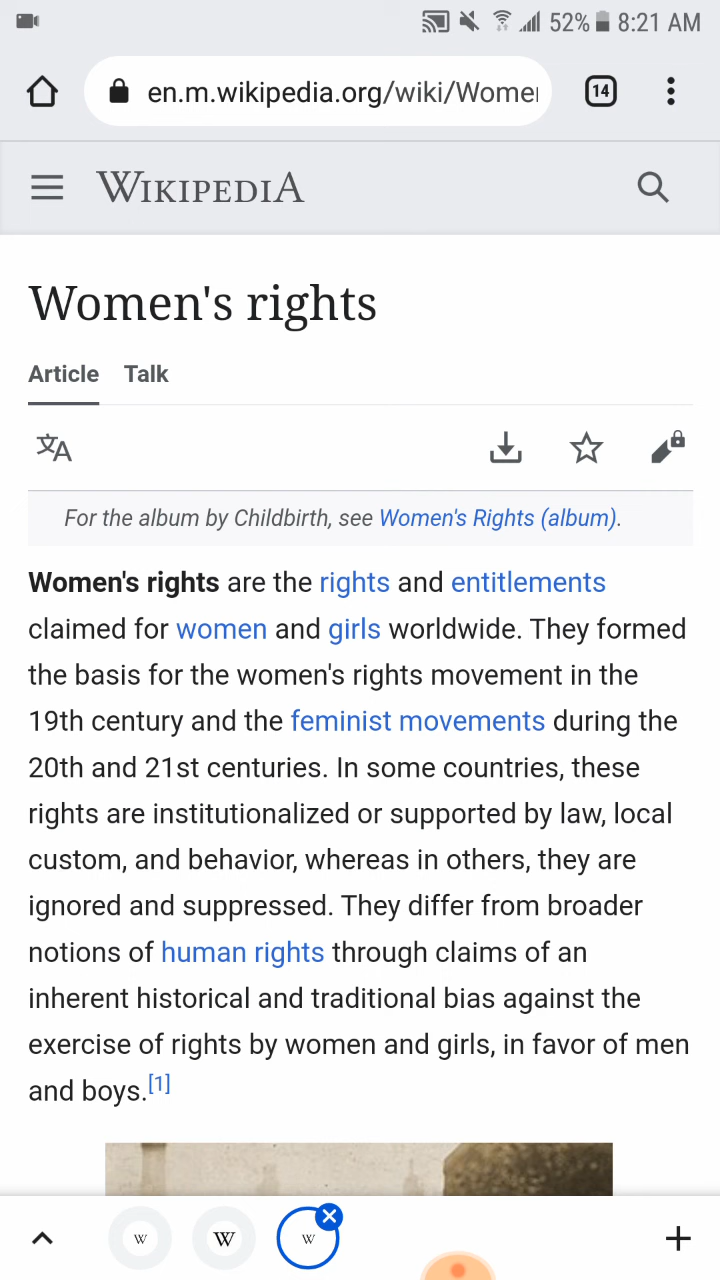 52% 8:21 AM
en.m.wikipedia.org/wiki/Women
14
WIKIPEDIA
Women's rights
Article Talk
文A
For the album by Childbirth, see Women's Rights (album).
Women's rights are the rights and entitlements
claimed for women and girls worldwide. They formed
the basis for the women's rights movement in the
19th century and the feminist movements during the
20th and 21st centuries. In some countries, these
rights are institutionalized or supported by law, local
custom, and behavior, whereas in others, they are
ignored and suppressed. They differ from broader
notions of human rights through claims of an
inherent historical and traditional bias against the
exercise of rights by women and girls, in favor of men
and boys.[1]
W W W